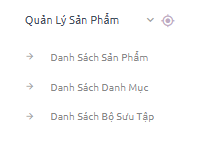 Quản Lý Sản Phẩm
Danh Sách Sản Phẩm
Danh Sách Danh Mục
Danh Sách Bộ Sưu Tập